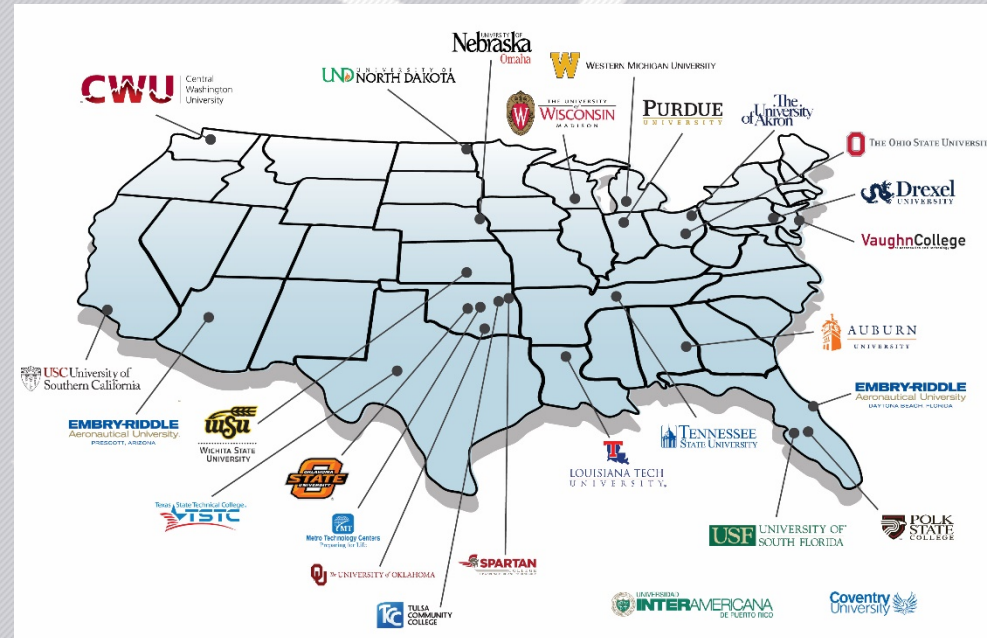 UNIVERSITY OF
Nebraska
Omaha
UND UNIVERSITY OF
NORTH DAKOTA
W WESTERN MICHIGAN UNIVERSITY
CWU Central
Washington
University
THE UNIVERSITY
of
WISCONSIN
MADISON
W
PURDUE
UNIVERSITY
The
University
of Akron
O THE OHIO STATE UNIVERSITY
Drexel
UNIVERSITY
VaughnCollege
AUBURN
UNIVERSITY
USC University of
Southern California
EMBRY-RIDDLE
Aeronautical University.
PRESCOTT, ARIZONA
wsu
WICHITA STATE
UNIVERSITY
EMBRY-RIDDLE
Aeronautical University
DAYTONA BEACH, FLORIDA
OKLAHOMA
STATE
UNIVERSITY
TENNESSEE
STATE UNIVERSITY
T
LOUISIANA TECH
UNIVERSITY®
Texas State Technical College
TSTC
MT
Metro Technology Centers
Preparing for Life
USF UNIVERSITY OF
SOUTH FLORIDA
POLK
STATE
COLLEGE
OU The UNIVERSITY of OKLAHOMA
SPARTAN
COLLEGE
TCC TULSA
COMMUNITY
COLLEGE
UNIVERSIDAD
INTERAMERICANA
DE PUERTO RICO
Coventry
University